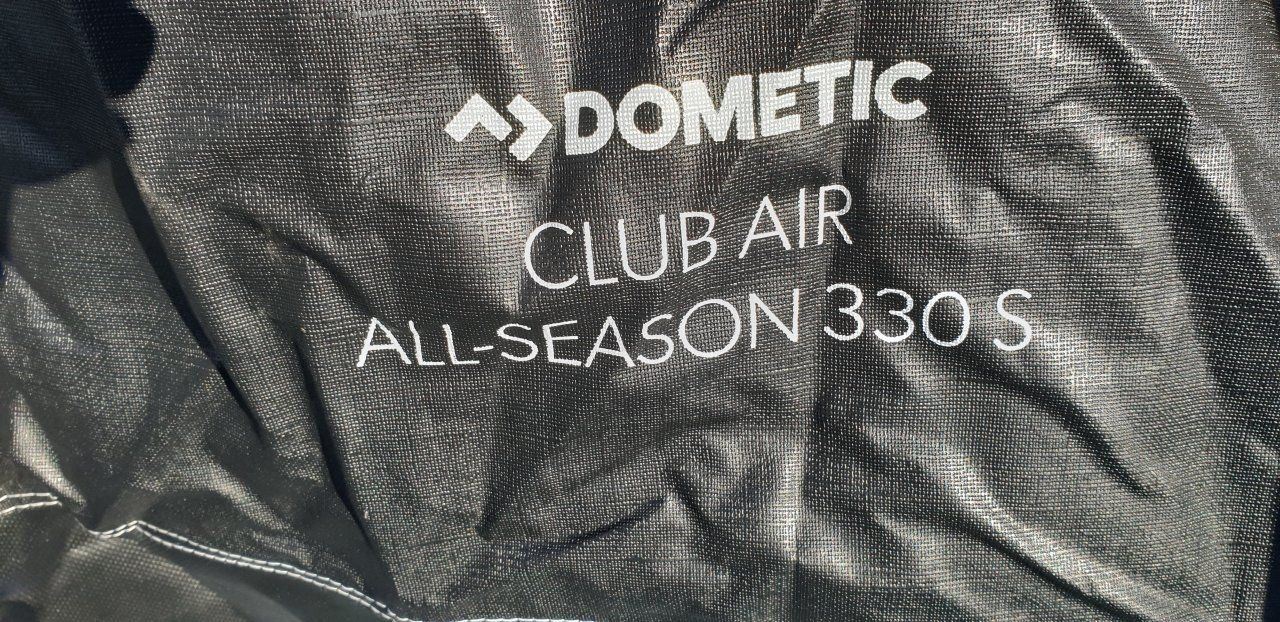 DOMETIC
CLUB AIR
ALL-SEASON 330 S